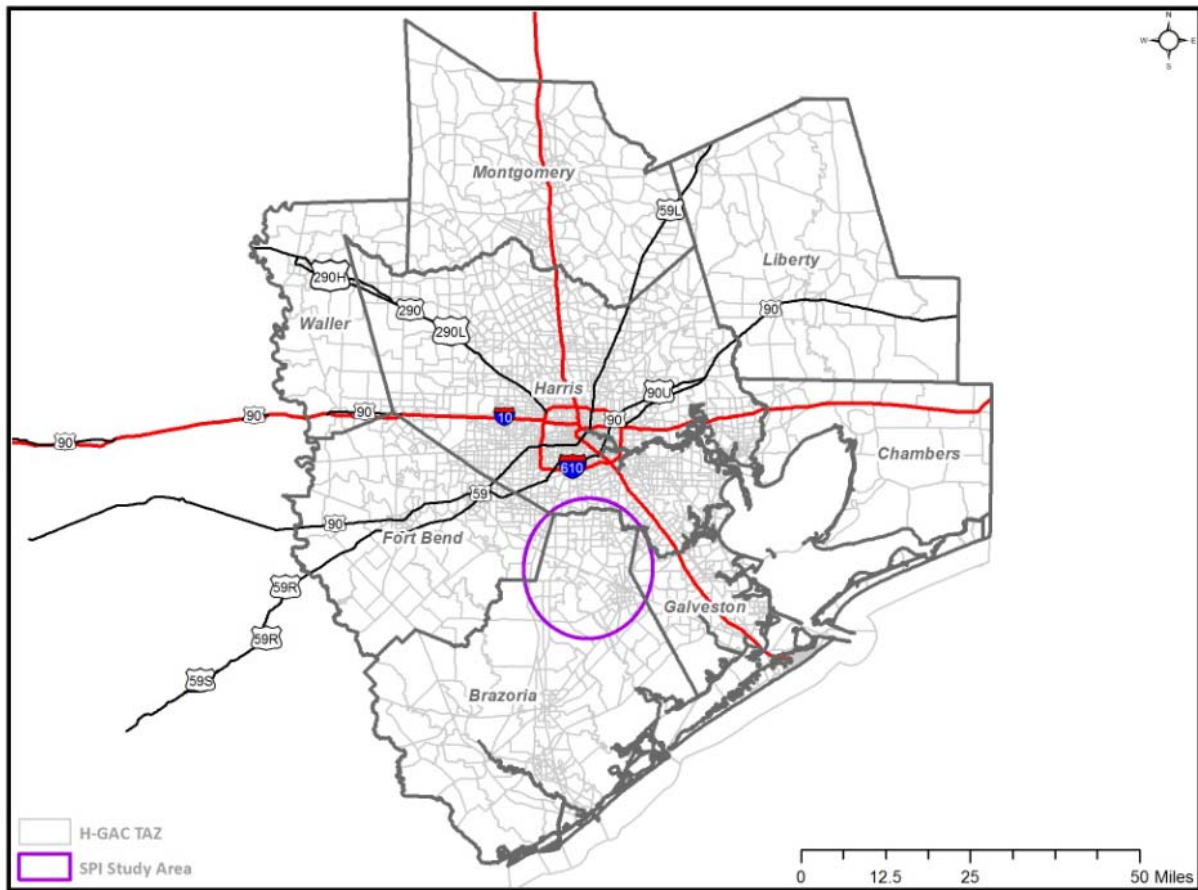 N
W E
S
Montgomery
59L
Liberty
290H
290
90
Waller
290L
Harris
90U
90
90
10
90
90
610
Chambers
59
90
Fort Bend
59R
Galveston
59R
59S
Brazoria
H-GAC TAZ
SPI Study Area
0 12.5 25 50 Miles